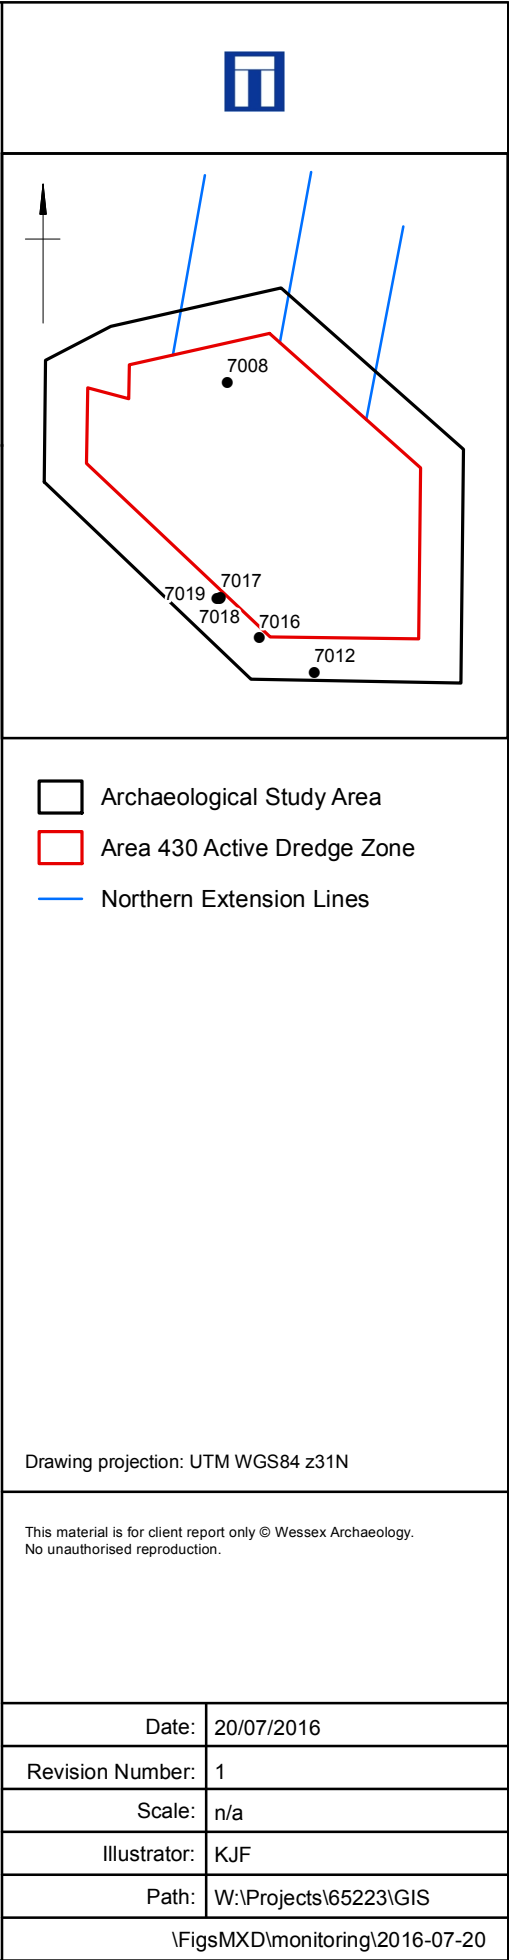 7008
7017
7019
7018
7016
7012
Archaeological Study Area
Area 430 Active Dredge Zone
Northern Extension Lines
Drawing projection: UTM WGS84 z31N
This material is for client report only © Wessex Archaeology.
No unauthorised reproduction.
Date: 20/07/2016
Revision Number: 1
Scale: n/a
Illustrator: KJF
Path: W:\Projects\65223\GIS
\FigsMXD\monitoring\2016-07-20